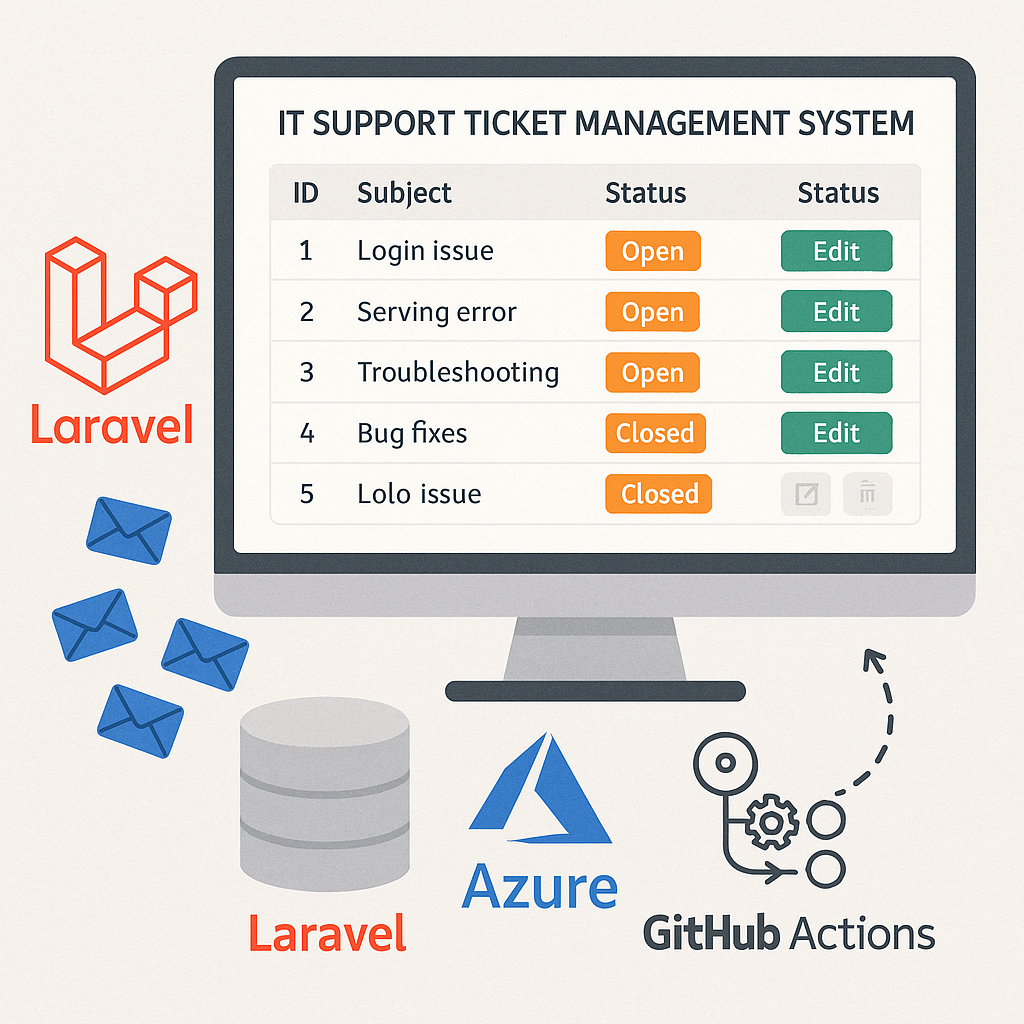 IT SUPPORT TICKET MANAGEMENT SYSTEM
ID Subject Status Status
1 Login issue Open Edit
2 Serving error Open Edit
3 Troubleshooting Open Edit
4 Bug fixes Closed Edit
5 Lolo issue Closed
Laravel
Laravel
Azure
GitHub Actions